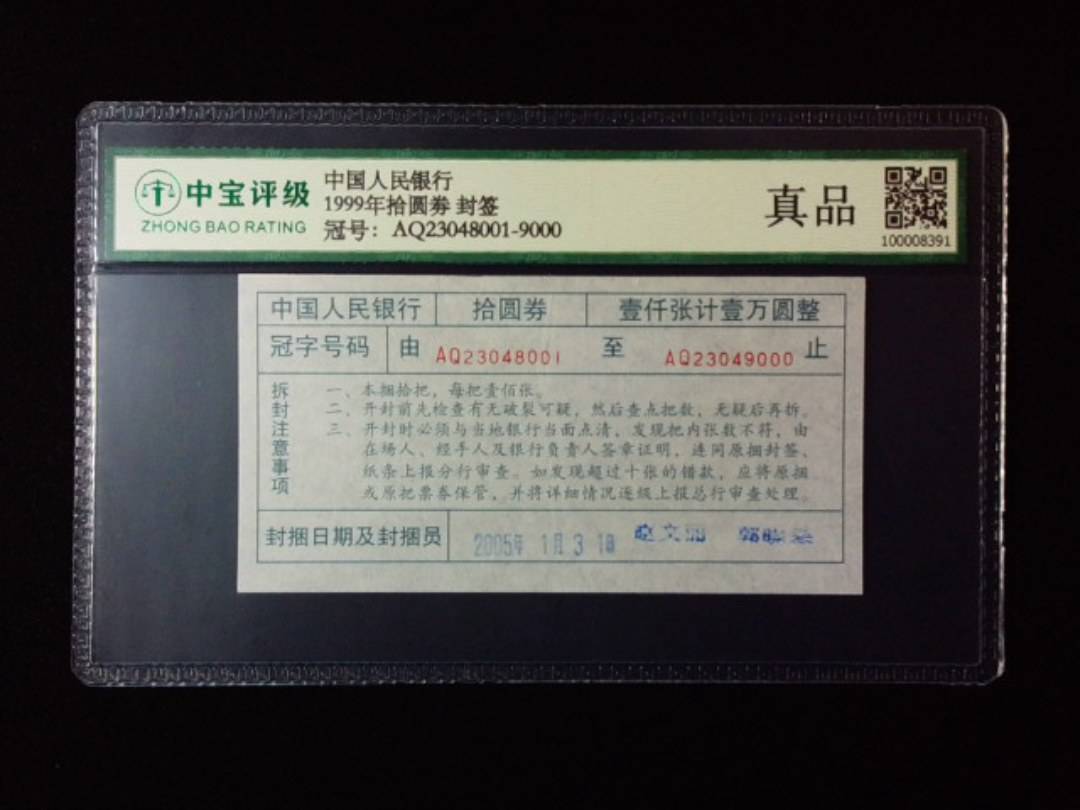 中宝评级
ZHONG BAO RATING
中国人民银行
1999年拾圆券 封签
冠号：AQ23048001-9000
真品
100008391
中国人民银行 拾圆券 壹仟张计壹万圆整
冠字号码 由 AQ23048001 至 AQ23049000 止
拆封注意事项
一、本捆拾把，每把壹佰张。
二、开封前先检查有无破裂可疑，然后查点把数，无疑后再拆。
三、开封时必须与当地银行当面点清，发现把内张数不符，由
在场人、经手人及银行负责人签章证明，连同原捆封签、
纸条上报分行审查。如发现超过十张的错款，应将原捆
或原把票券保管，并将详细情况逐级上报总行审查处理。
封捆日期及封捆员 2005年 1月 3